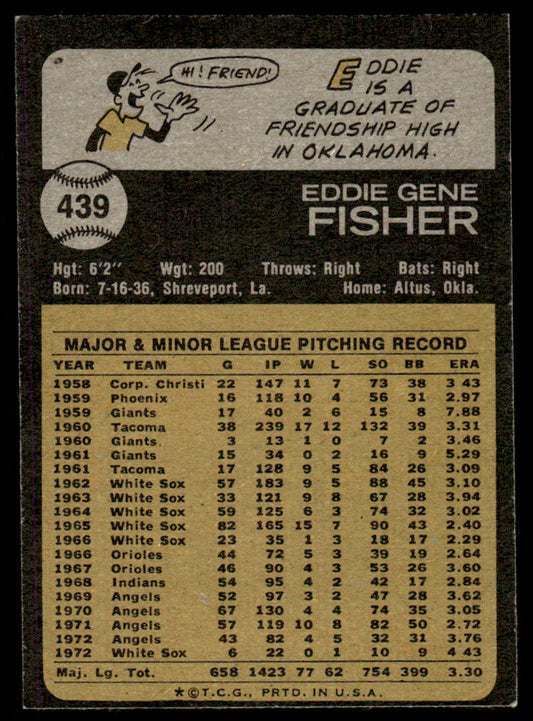 HI! FRIEND!
EDDIE
IS A
GRADUATE OF
FRIENDSHIP HIGH
IN OKLAHOMA.
439
EDDIE GENE
FISHER
Hgt: 6'2" Wgt: 200 Throws: Right Bats: Right
Born: 7-16-36, Shreveport, La. Home: Altus, Okla.
MAJOR & MINOR LEAGUE PITCHING RECORD
YEAR TEAM G IP W L SO BB ERA
1958 Corp. Christi 22 147 11 7 73 38 3 43
1959 Phoenix 16 118 10 4 56 31 2.97
1959 Giants 17 40 2 6 15 8 7.88
1960 Tacoma 38 239 17 12 132 39 3.31
1960 Giants 3 13 1 0 7 2 3.46
1961 Giants 15 34 0 2 16 9 5.29
1961 Tacoma 17 128 9 5 84 26 3.09
1962 White Sox 57 183 9 5 88 45 3.10
1963 White Sox 33 121 9 8 67 28 3.94
1964 White Sox 59 125 6 3 74 32 3.02
1965 White Sox 82 165 15 7 90 43 2.40
1966 White Sox 23 35 1 3 18 17 2.29
1966 Orioles 44 72 5 3 39 19 2.64
1967 Orioles 46 90 4 3 53 26 3.60
1968 Indians 54 95 4 2 42 17 2.84
1969 Angels 52 97 3 2 47 28 3.62
1970 Angels 67 130 4 4 74 35 3.05
1971 Angels 57 119 10 8 82 50 2.72
1972 Angels 43 82 4 5 32 31 3.76
1972 White Sox 6 22 0 1 10 9 4 43
Maj. Lg. Tot. 658 1423 77 62 754 399 3.30
*©T.C.G., PRTD. IN U.S.A.